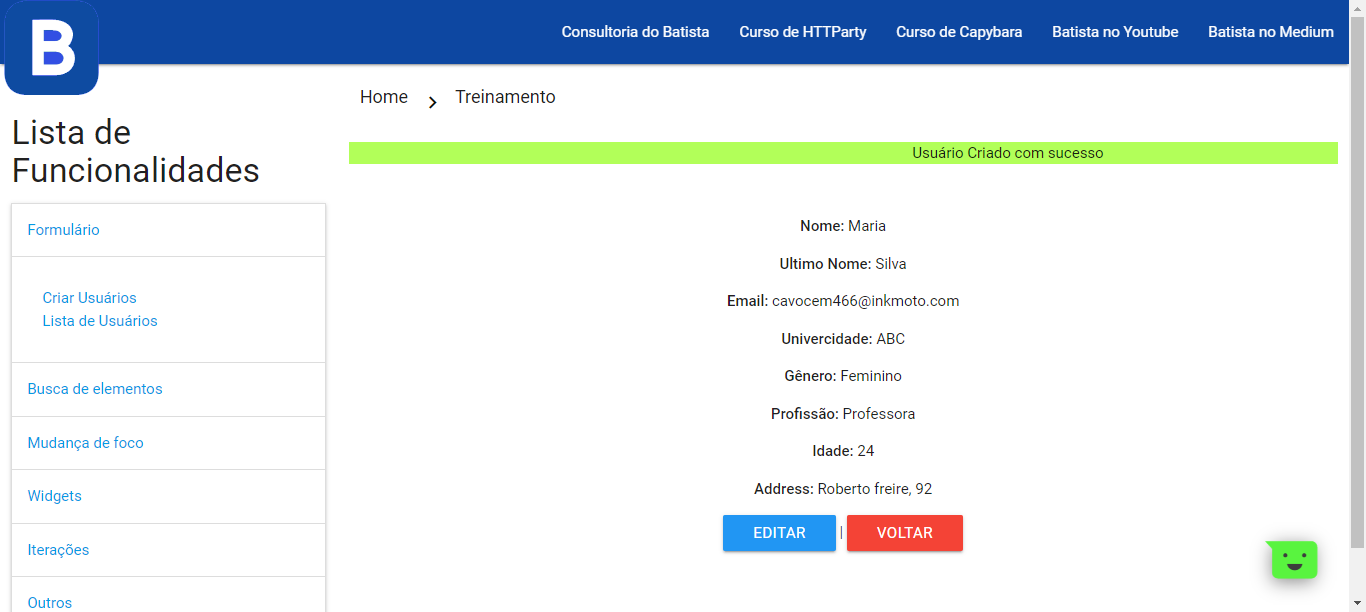 B
Consultoria do Batista
Curso de HTTParty
Curso de Capybara
Batista no Youtube
Batista no Medium
Home
Treinamento
Lista de
Funcionalidades
Formulário
Criar Usuários
Lista de Usuários
Busca de elementos
Mudança de foco
Widgets
Iterações
Outros
Usuário Criado com sucesso
Nome: Maria
Ultimo Nome: Silva
Email: cavocem466@inkmoto.com
Univercidade: ABC
Gênero: Feminino
Profissão: Professora
Idade: 24
Address: Roberto freire, 92
EDITAR | VOLTAR